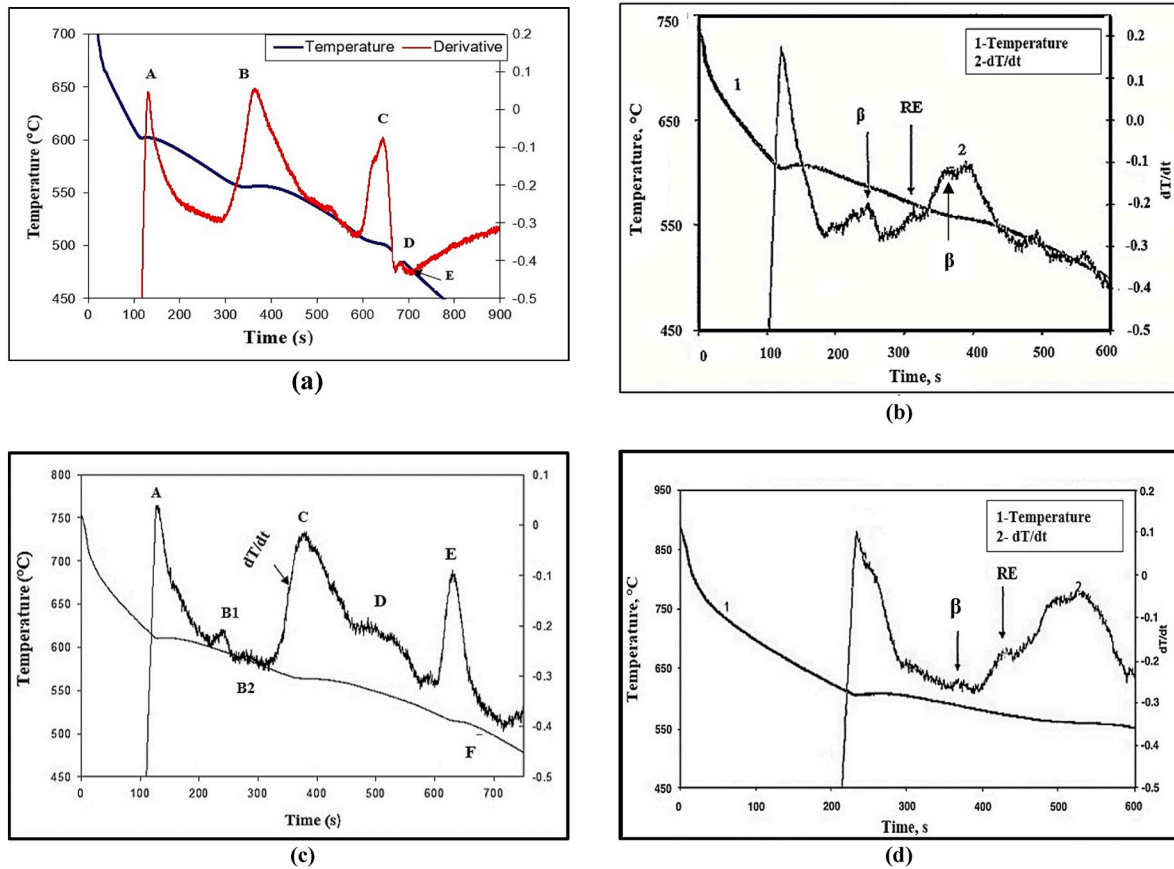 700
650
600
550
500
450
Temperature (°C)
Temperature
Derivative
A
B
C
D
E
0.2
0.1
0
-0.1
-0.2
-0.3
-0.4
-0.5
0 100 200 300 400 500 600 700 800 900
Time (s)
(a)
750
650
550
450
Temperature, °C
1-Temperature
2-dT/dt
1
β
RE
2
β
0.2
0.1
0.0
-0.1
-0.2
-0.3
-0.4
-0.5
dT/dt
0 100 200 300 400 500 600
Time, s
(b)
800
750
700
650
600
550
500
450
Temperature (°C)
A
B1
B2
dT/dt
C
D
E
F
0.1
0
-0.1
-0.2
-0.3
-0.4
-0.5
0 100 200 300 400 500 600 700
Time (s)
(c)
950
850
750
650
550
450
Temperature, °C
1-Temperature
2- dT/dt
1
β
RE
2
0.2
0.1
0
-0.1
-0.2
-0.3
-0.4
-0.5
dT/dt
0 100 200 300 400 500 600
Time, s
(d)